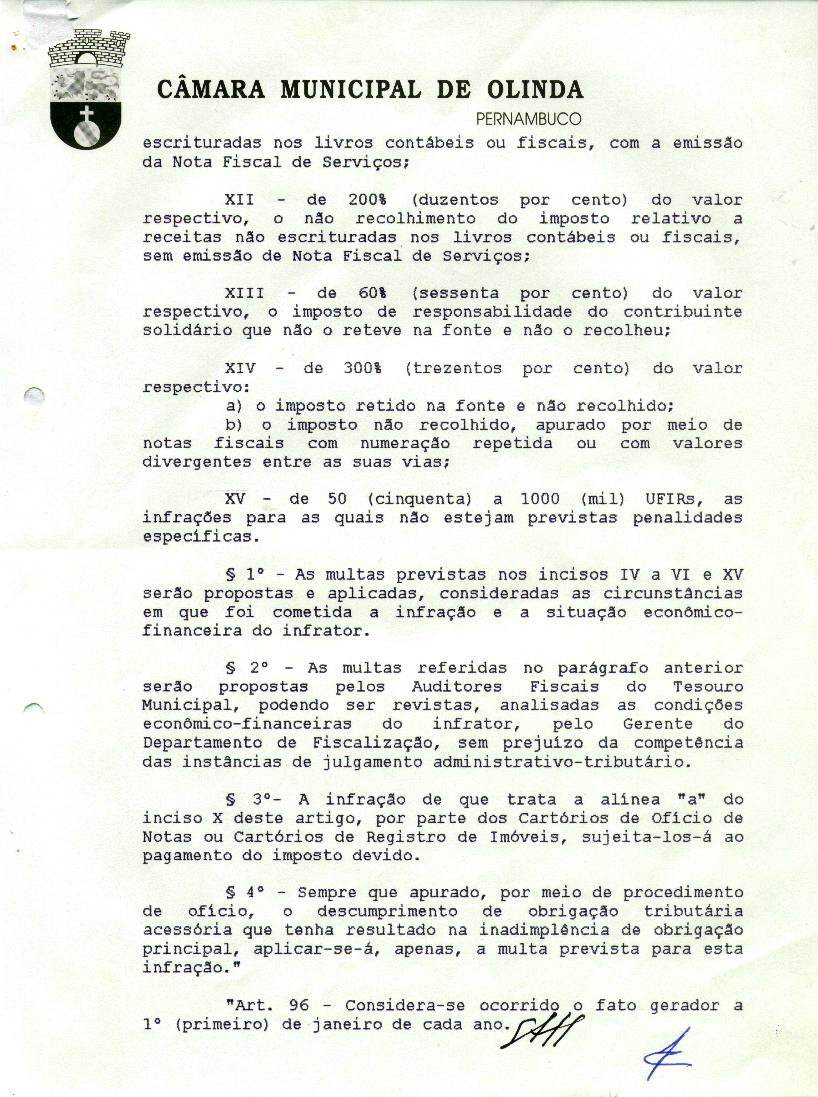 CÂMARA MUNICIPAL DE OLINDA
PERNAMBUCO
escrituradas nos livros contábeis ou fiscais, com a emissão
da Nota Fiscal de Serviços;
XII - de 200% (duzentos por cento) do valor
respectivo, o não recolhimento do imposto relativo a
receitas não escrituradas nos livros contábeis ou fiscais,
sem emissão de Nota Fiscal de Serviços;
XIII - de 60% (sessenta por cento) do valor
respectivo, o imposto de responsabilidade do contribuinte
solidário que não o reteve na fonte e não o recolheu;
XIV - de 300% (trezentos por cento) do valor
respectivo:
a) o imposto retido na fonte e não recolhido;
b) o imposto não recolhido, apurado por meio de
notas fiscais com numeração repetida ou com valores
divergentes entre as suas vias;
XV - de 50 (cinquenta) a 1000 (mil) UFIRs, as
infrações para as quais não estejam previstas penalidades
específicas.
§ 1º - As multas previstas nos incisos IV a VI e XV
serão propostas e aplicadas, consideradas as circunstâncias
em que foi cometida a infração e a situação econômico-
financeira do infrator.
§ 2º - As multas referidas no parágrafo anterior
serão propostas pelos Auditores Fiscais do Tesouro
Municipal, podendo ser revistas, analisadas as condições
econômico-financeiras do infrator, pelo Gerente do
Departamento de Fiscalização, sem prejuízo da competência
das instâncias de julgamento administrativo-tributário.
§ 3º- A infração de que trata a alínea "a" do
inciso X deste artigo, por parte dos Cartórios de Ofício de
Notas ou Cartórios de Registro de Imóveis, sujeita-los-á ao
pagamento do imposto devido.
§ 4º - Sempre que apurado, por meio de procedimento
de ofício, o descumprimento de obrigação tributária
acessória que tenha resultado na inadimplência de obrigação
principal, aplicar-se-á, apenas, a multa prevista para esta
infração."
"Art. 96 - Considera-se ocorrido o fato gerador a
1º (primeiro) de janeiro de cada ano.